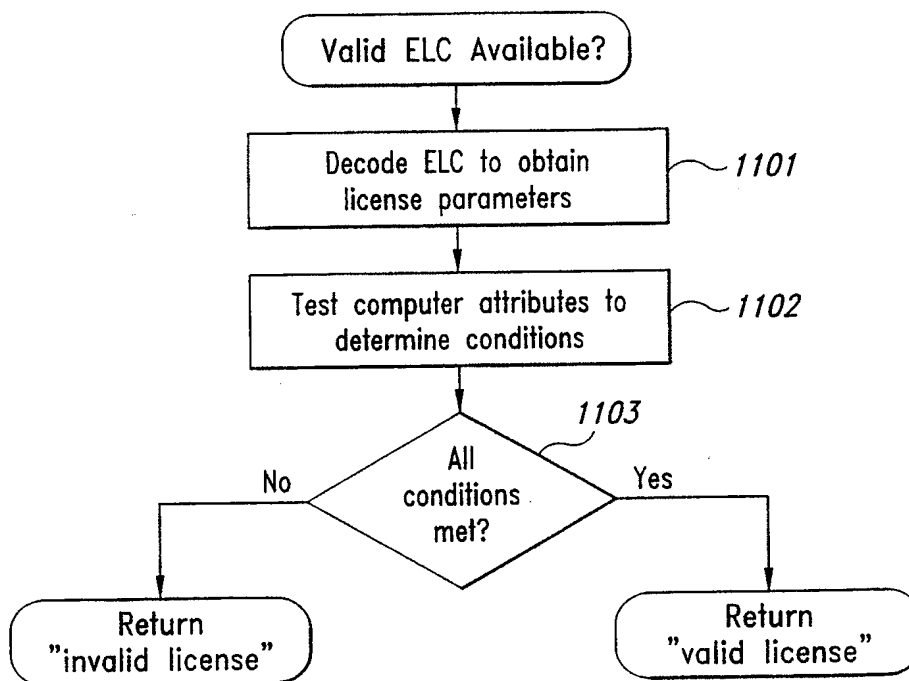 Valid ELC Available?
Decode ELC to obtain
license parameters
1101
Test computer attributes to
determine conditions
1102
1103
All
conditions
met?
No
Yes
Return
"invalid license"
Return
"valid license"